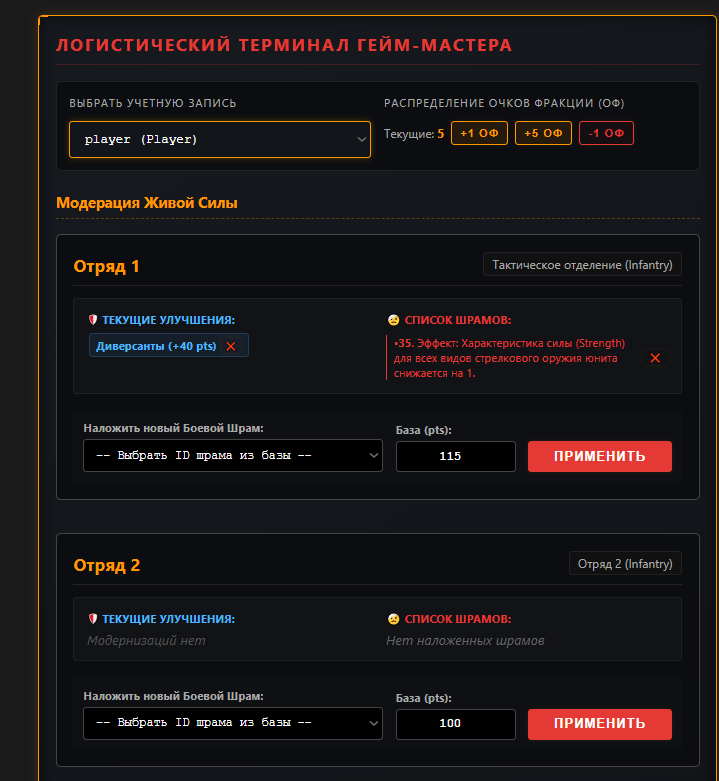 ЛОГИСТИЧЕСКИЙ ТЕРМИНАЛ ГЕЙМ-МАСТЕРА
ВЫБРАТЬ УЧЕТНУЮ ЗАПИСЬ
player (Player)
РАСПРЕДЕЛЕНИЕ ОЧКОВ ФРАКЦИИ (ОФ)
Текущие: 5 +1 ОФ +5 ОФ -1 ОФ
Модерация Живой Силы
Отряд 1
Тактическое отделение (Infantry)
ТЕКУЩИЕ УЛУЧШЕНИЯ:
Диверсанты (+40 pts)
СПИСОК ШРАМОВ:
•35. Эффект: Характеристика силы (Strength)
для всех видов стрелкового оружия юнита
снижается на 1.
Наложить новый Боевой Шрам:
-- Выбрать ID шрама из базы --
База (pts):
115
ПРИМЕНИТЬ
Отряд 2
Отряд 2 (Infantry)
ТЕКУЩИЕ УЛУЧШЕНИЯ:
Модернизаций нет
СПИСОК ШРАМОВ:
Нет наложенных шрамов
Наложить новый Боевой Шрам:
-- Выбрать ID шрама из базы --
База (pts):
100
ПРИМЕНИТЬ